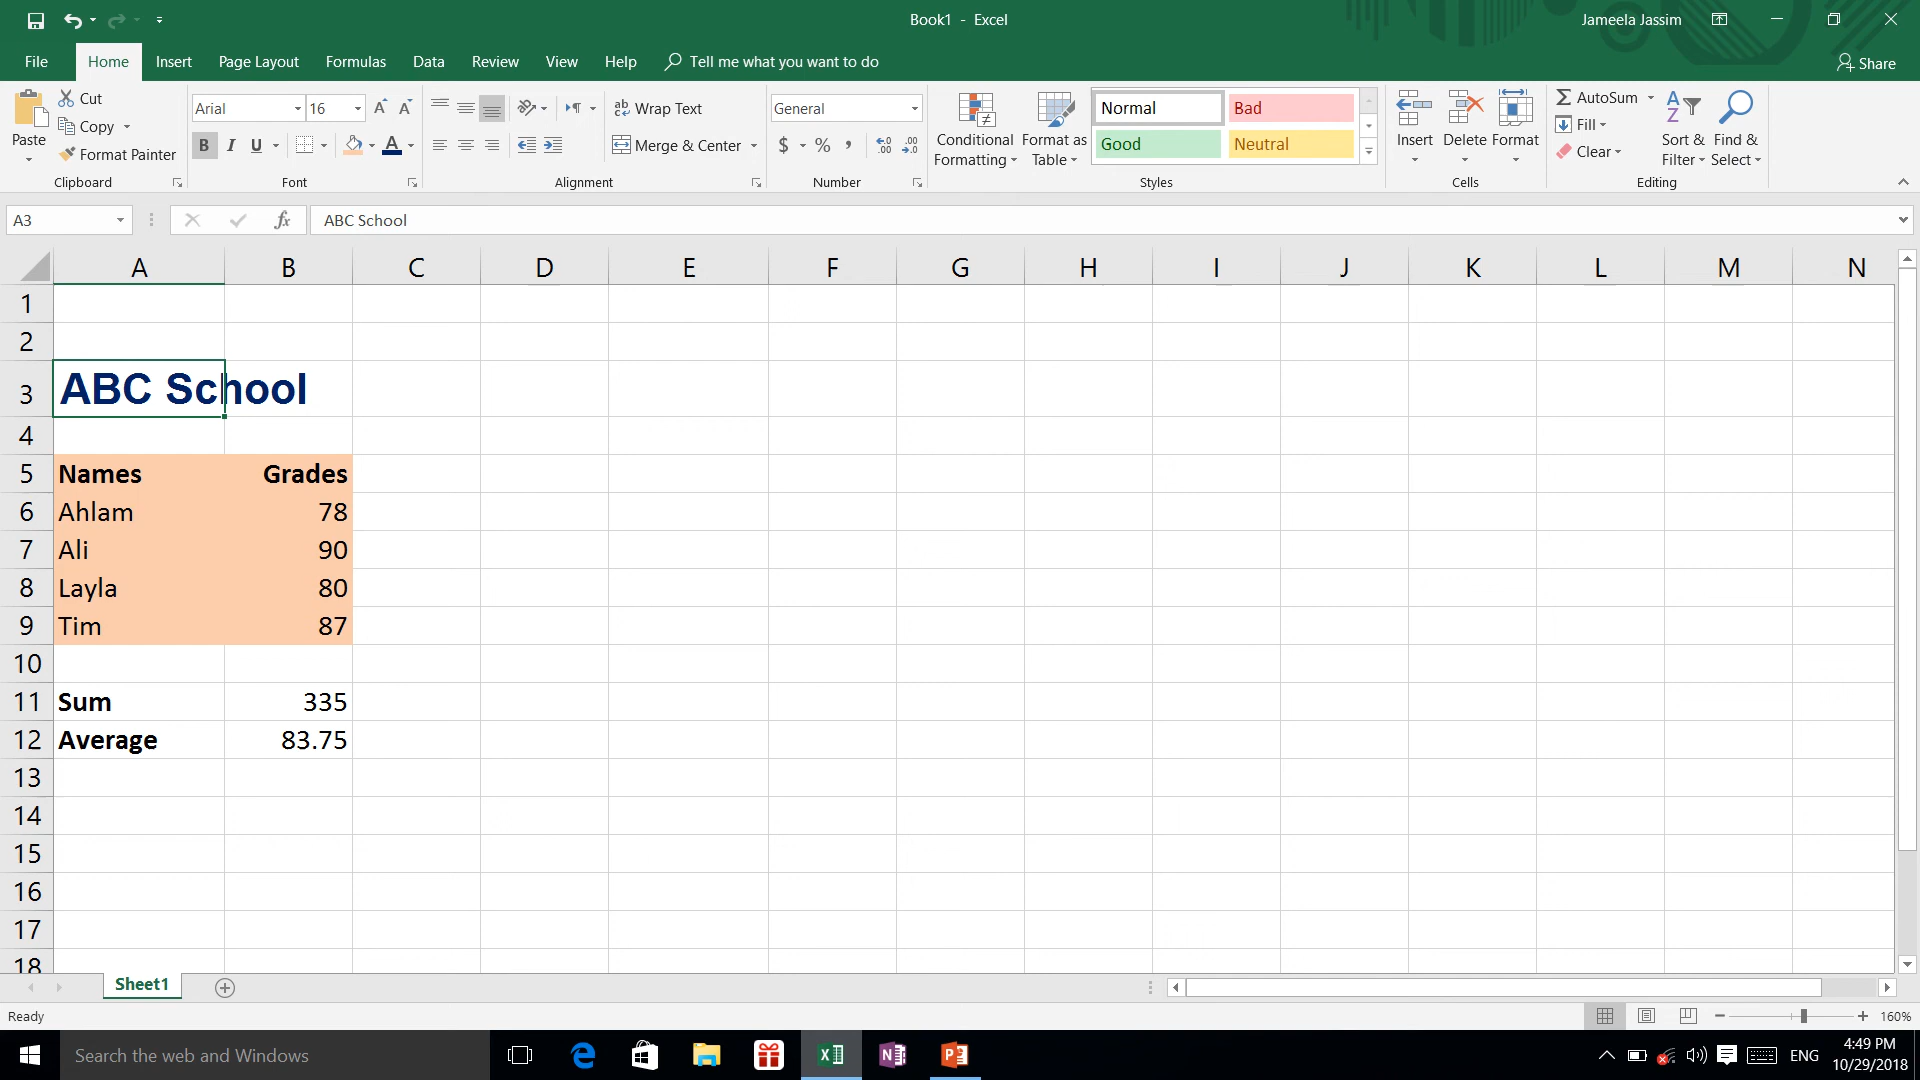 Book1 - Excel
Jameela Jassim
File Home Insert Page Layout Formulas Data Review View Help Tell me what you want to do Share
Paste
Cut
Copy
Format Painter
Clipboard
Arial 16
B I U A
Font
Wrap Text
Merge & Center
Alignment
General
$ % ,
Number
Conditional Formatting
Format as Table
Normal Bad
Good Neutral
Styles
Insert Delete Format
Cells
AutoSum
Fill
Clear
Sort & Filter
Find & Select
Editing
A3 fx ABC School
A B C D E F G H I J K L M N
1
2
3 ABC School
4
5 Names Grades
6 Ahlam 78
7 Ali 90
8 Layla 80
9 Tim 87
10
11 Sum 335
12 Average 83.75
13
14
15
16
17
18
Sheet1
Ready 160%
Search the web and Windows
ENG
4:49 PM
10/29/2018